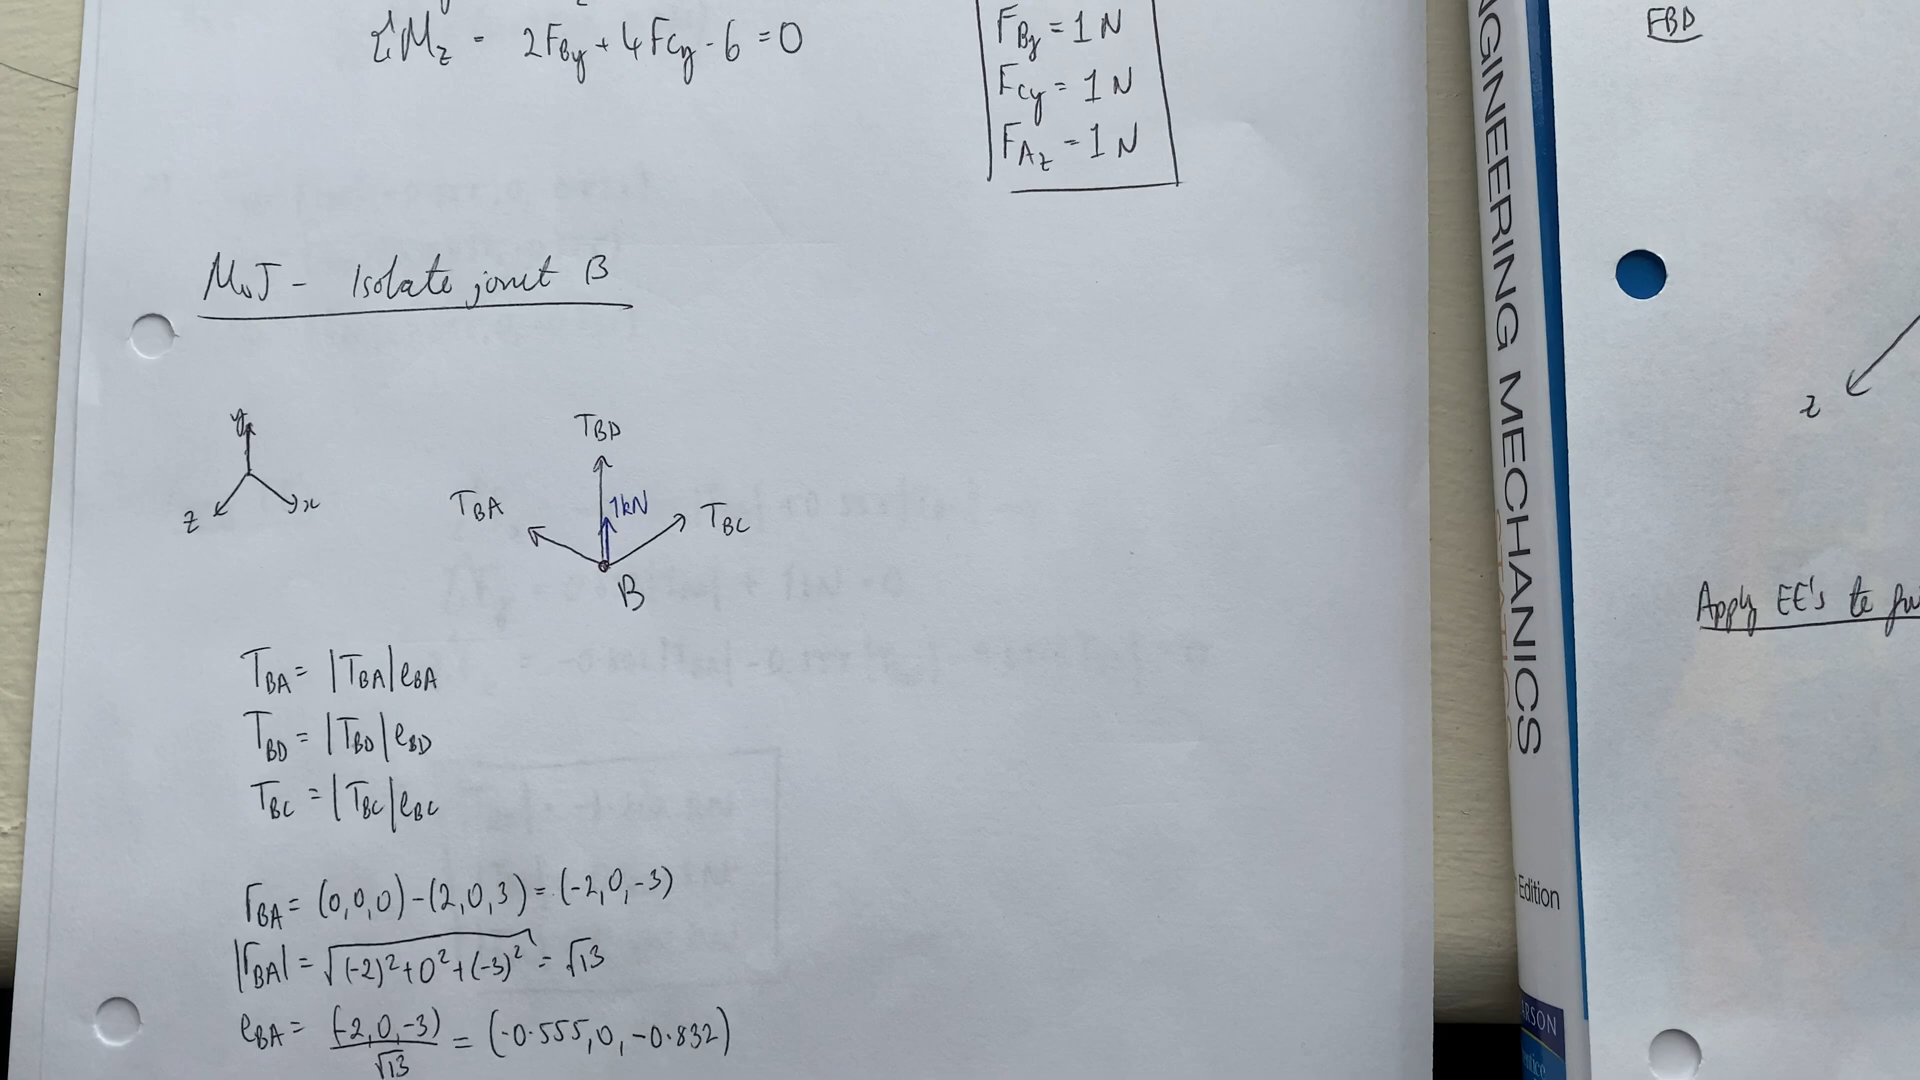 ΣMz = 2FBy + 4FCy - 6 = 0
FBy = 1 N
FCy = 1 N
FAz = 1 N
MoJ - Isolate joint B
y
z
x
TBD
TBA
1kN
TBC
B
TBA = |TBA|eBA
TBD = |TBD|eBD
TBC = |TBC|eBC
rBA = (0,0,0) - (2,0,3) = (-2,0,-3)
|rBA| = √(-2)²+0²+(-3)² = √13
eBA = (-2,0,-3)/√13 = (-0.555,0,-0.832)
ENGINEERING MECHANICS
STATICS
Edition
FBD
z
Apply EE's to